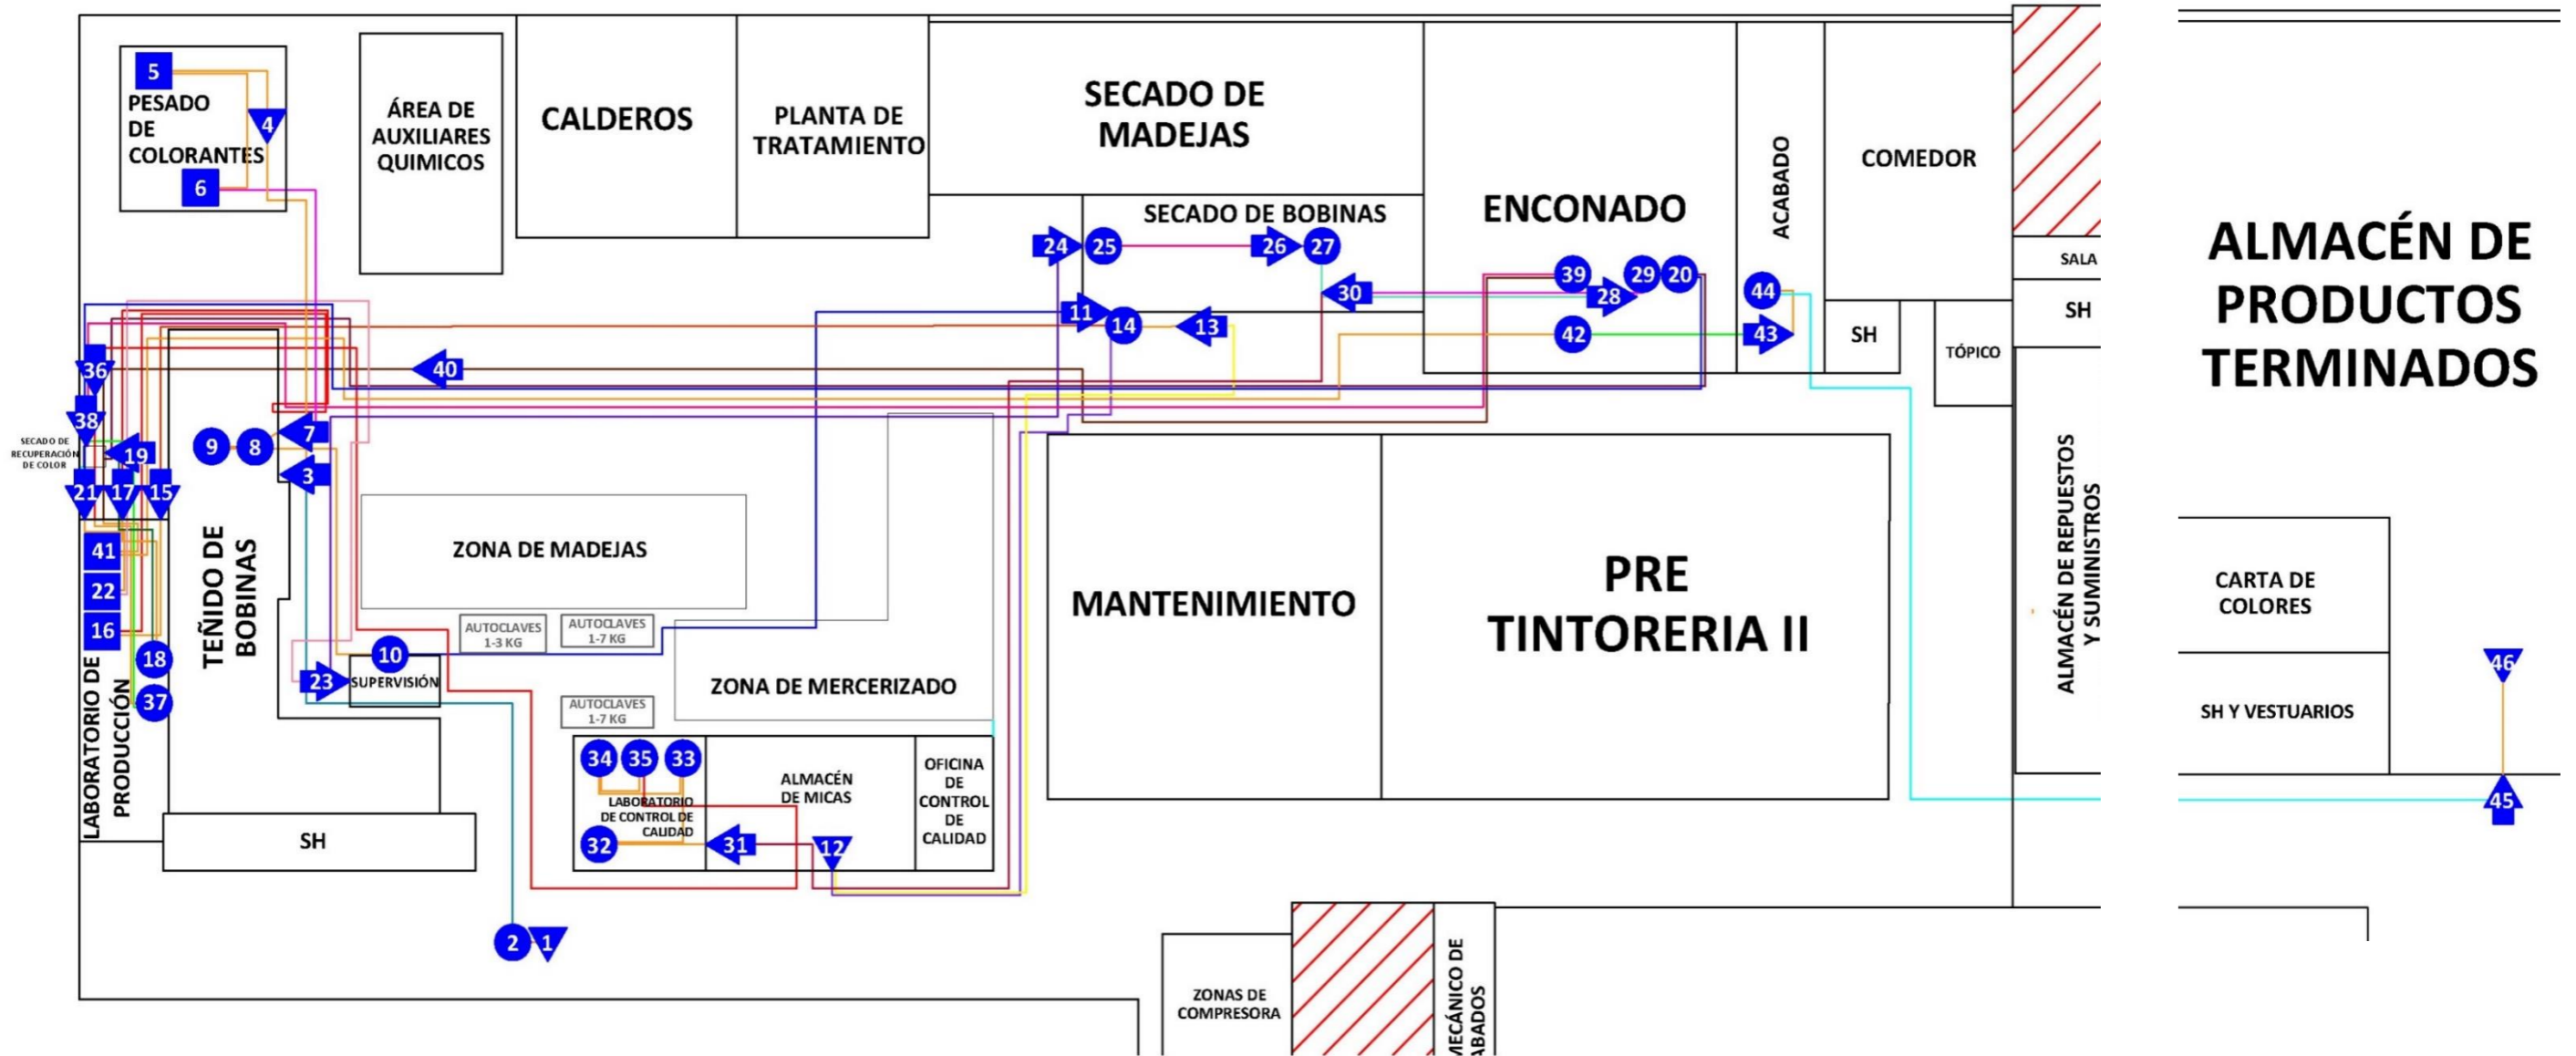 5
PESADO
DE
COLORANTES
4
6
ÁREA DE
AUXILIARES
QUIMICOS
CALDEROS
PLANTA DE
TRATAMIENTO
SECADO DE
MADEJAS
SECADO DE BOBINAS
24
25
26
27
30
11
14
13
ENCONADO
39
28
29
20
42
ACABADO
44
43
COMEDOR
SH
TÓPICO
SALA
SH
ALMACÉN DE
PRODUCTOS
TERMINADOS
36
38
40
SECADO DE
RECUPERACIÓN
DE COLOR
19
21
17
15
9
8
7
3
41
22
16
18
37
LABORATORIO DE
PRODUCCIÓN
TEÑIDO DE
BOBINAS
SH
ZONA DE MADEJAS
AUTOCLAVES
1-3 KG
AUTOCLAVES
1-7 KG
10
23
SUPERVISIÓN
AUTOCLAVES
1-7 KG
ZONA DE MERCERIZADO
34
35
33
LABORATORIO
DE CONTROL DE
CALIDAD
32
31
ALMACÉN
DE MICAS
12
OFICINA
DE
CONTROL
DE
CALIDAD
2
1
MANTENIMIENTO
PRE
TINTORERIA II
ALMACÉN DE REPUESTOS
Y SUMINISTROS
CARTA DE
COLORES
SH Y VESTUARIOS
46
45
ZONAS DE
COMPRESORA
MECÁNICO DE
ABADOS